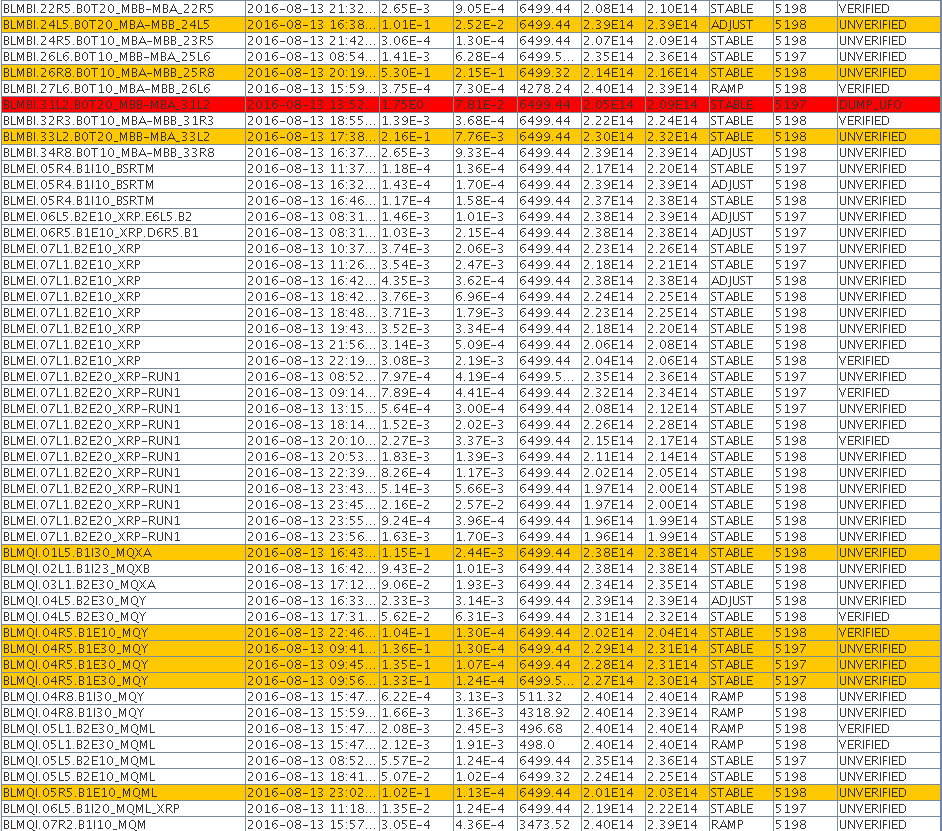 BLMBI.22R5.B0T20_MBB-MBA_22R5 2016-08-13 21:32... 2.65E-3 9.05E-4 6499.44 2.08E14 2.10E14 STABLE 5198 VERIFIED
BLMBI.24L5.B0T20_MBA-MBB_24L5 2016-08-13 16:38... 1.01E-1 2.52E-2 6499.44 2.39E14 2.39E14 ADJUST 5198 UNVERIFIED
BLMBI.24R5.B0T10_MBA-MBB_23R5 2016-08-13 21:42... 3.06E-4 1.30E-4 6499.44 2.07E14 2.09E14 STABLE 5198 UNVERIFIED
BLMBI.26L6.B0T10_MBB-MBA_25L6 2016-08-13 08:54... 1.41E-3 6.28E-4 6499.5... 2.35E14 2.36E14 STABLE 5197 UNVERIFIED
BLMBI.26R8.B0T10_MBA-MBB_25R8 2016-08-13 20:19... 5.30E-1 2.15E-1 6499.32 2.14E14 2.16E14 STABLE 5198 UNVERIFIED
BLMBI.27L6.B0T10_MBA-MBB_26L6 2016-08-13 15:59... 3.75E-4 7.30E-4 4278.24 2.40E14 2.39E14 RAMP 5198 VERIFIED
BLMBI.31L2.B0T20_MBB-MBA_31L2 2016-08-13 13:52... 1.75E0 7.81E-2 6499.44 2.05E14 2.09E14 STABLE 5197 DUMP_UFO
BLMBI.32R3.B0T10_MBA-MBB_31R3 2016-08-13 18:55... 1.39E-3 3.68E-4 6499.44 2.22E14 2.24E14 STABLE 5198 VERIFIED
BLMBI.33L2.B0T20_MBB-MBA_33L2 2016-08-13 17:38... 2.16E-1 7.76E-3 6499.44 2.30E14 2.32E14 STABLE 5198 UNVERIFIED
BLMBI.34R8.B0T10_MBA-MBB_33R8 2016-08-13 16:37... 2.65E-3 9.33E-4 6499.44 2.39E14 2.39E14 ADJUST 5198 UNVERIFIED
BLMEI.05R4.B1I10_BSRTM 2016-08-13 11:37... 1.18E-4 1.36E-4 6499.44 2.17E14 2.20E14 STABLE 5197 UNVERIFIED
BLMEI.05R4.B1I10_BSRTM 2016-08-13 16:32... 1.43E-4 1.70E-4 6499.44 2.39E14 2.39E14 ADJUST 5198 UNVERIFIED
BLMEI.05R4.B1I10_BSRTM 2016-08-13 16:46... 1.17E-4 1.58E-4 6499.44 2.37E14 2.38E14 STABLE 5198 UNVERIFIED
BLMEI.06L5.B2E10_XRP.E6L5.B2 2016-08-13 08:31... 1.46E-3 1.01E-3 6499.44 2.38E14 2.39E14 ADJUST 5197 UNVERIFIED
BLMEI.06R5.B1E10_XRP.D6R5.B1 2016-08-13 08:31... 1.03E-3 2.15E-4 6499.44 2.38E14 2.38E14 ADJUST 5197 UNVERIFIED
BLMEI.07L1.B2E10_XRP 2016-08-13 10:37... 3.74E-3 2.06E-3 6499.44 2.23E14 2.26E14 STABLE 5197 UNVERIFIED
BLMEI.07L1.B2E10_XRP 2016-08-13 11:26... 3.54E-3 2.47E-3 6499.44 2.18E14 2.21E14 STABLE 5197 UNVERIFIED
BLMEI.07L1.B2E10_XRP 2016-08-13 16:42... 4.35E-3 3.62E-4 6499.44 2.38E14 2.38E14 ADJUST 5198 UNVERIFIED
BLMEI.07L1.B2E10_XRP 2016-08-13 18:42... 3.76E-3 6.96E-4 6499.44 2.24E14 2.25E14 STABLE 5198 UNVERIFIED
BLMEI.07L1.B2E10_XRP 2016-08-13 18:48... 3.71E-3 1.79E-3 6499.44 2.23E14 2.25E14 STABLE 5198 UNVERIFIED
BLMEI.07L1.B2E10_XRP 2016-08-13 19:43... 3.52E-3 3.34E-4 6499.44 2.18E14 2.20E14 STABLE 5198 UNVERIFIED
BLMEI.07L1.B2E10_XRP 2016-08-13 21:56... 3.14E-3 5.09E-4 6499.44 2.06E14 2.08E14 STABLE 5198 UNVERIFIED
BLMEI.07L1.B2E10_XRP 2016-08-13 22:19... 3.08E-3 2.19E-3 6499.44 2.04E14 2.06E14 STABLE 5198 VERIFIED
BLMEI.07L1.B2E20_XRP-RUN1 2016-08-13 08:52... 7.97E-4 4.19E-4 6499.5... 2.35E14 2.36E14 STABLE 5197 UNVERIFIED
BLMEI.07L1.B2E20_XRP-RUN1 2016-08-13 09:14... 7.89E-4 4.41E-4 6499.44 2.32E14 2.34E14 STABLE 5197 VERIFIED
BLMEI.07L1.B2E20_XRP-RUN1 2016-08-13 13:15... 5.64E-4 3.00E-4 6499.44 2.08E14 2.12E14 STABLE 5197 UNVERIFIED
BLMEI.07L1.B2E20_XRP-RUN1 2016-08-13 18:14... 1.52E-3 2.02E-3 6499.44 2.26E14 2.28E14 STABLE 5198 UNVERIFIED
BLMEI.07L1.B2E20_XRP-RUN1 2016-08-13 20:10... 2.27E-3 3.37E-3 6499.44 2.15E14 2.17E14 STABLE 5198 VERIFIED
BLMEI.07L1.B2E20_XRP-RUN1 2016-08-13 20:53... 1.83E-3 1.39E-3 6499.44 2.11E14 2.14E14 STABLE 5198 UNVERIFIED
BLMEI.07L1.B2E20_XRP-RUN1 2016-08-13 22:39... 8.26E-4 1.17E-3 6499.44 2.02E14 2.05E14 STABLE 5198 UNVERIFIED
BLMEI.07L1.B2E20_XRP-RUN1 2016-08-13 23:43... 5.14E-3 5.66E-3 6499.44 1.97E14 2.00E14 STABLE 5198 UNVERIFIED
BLMEI.07L1.B2E20_XRP-RUN1 2016-08-13 23:45... 2.16E-2 2.57E-2 6499.44 1.97E14 2.00E14 STABLE 5198 UNVERIFIED
BLMEI.07L1.B2E20_XRP-RUN1 2016-08-13 23:55... 9.24E-4 3.96E-4 6499.44 1.96E14 1.99E14 STABLE 5198 UNVERIFIED
BLMEI.07L1.B2E20_XRP-RUN1 2016-08-13 23:56... 1.63E-3 1.70E-3 6499.44 1.96E14 1.99E14 STABLE 5198 UNVERIFIED
BLMQI.01L5.B1I30_MQXA 2016-08-13 16:43... 1.15E-1 2.44E-3 6499.44 2.38E14 2.38E14 STABLE 5198 UNVERIFIED
BLMQI.02L1.B1I23_MQXB 2016-08-13 16:42... 9.43E-2 1.01E-3 6499.44 2.38E14 2.38E14 STABLE 5198 UNVERIFIED
BLMQI.03L1.B2E30_MQXA 2016-08-13 17:12... 9.06E-2 1.93E-3 6499.44 2.34E14 2.35E14 STABLE 5198 UNVERIFIED
BLMQI.04L5.B2E30_MQY 2016-08-13 16:33... 2.33E-3 3.14E-3 6499.44 2.39E14 2.39E14 ADJUST 5198 UNVERIFIED
BLMQI.04L5.B2E30_MQY 2016-08-13 17:31... 5.62E-2 6.31E-3 6499.44 2.31E14 2.32E14 STABLE 5198 VERIFIED
BLMQI.04R5.B1E10_MQY 2016-08-13 22:46... 1.04E-1 1.30E-4 6499.44 2.02E14 2.04E14 STABLE 5198 VERIFIED
BLMQI.04R5.B1E30_MQY 2016-08-13 09:41... 1.36E-1 1.30E-4 6499.44 2.29E14 2.31E14 STABLE 5197 UNVERIFIED
BLMQI.04R5.B1E30_MQY 2016-08-13 09:45... 1.35E-1 1.07E-4 6499.44 2.28E14 2.31E14 STABLE 5197 UNVERIFIED
BLMQI.04R5.B1E30_MQY 2016-08-13 09:56... 1.33E-1 1.24E-4 6499.5... 2.27E14 2.30E14 STABLE 5197 UNVERIFIED
BLMQI.04R8.B1I30_MQY 2016-08-13 15:47... 6.22E-4 3.13E-3 511.32 2.40E14 2.40E14 RAMP 5198 VERIFIED
BLMQI.04R8.B1I30_MQY 2016-08-13 15:59... 1.66E-3 1.36E-3 4318.92 2.40E14 2.39E14 RAMP 5198 UNVERIFIED
BLMQI.05L1.B2E30_MQML 2016-08-13 15:47... 2.08E-3 2.45E-3 496.68 2.40E14 2.40E14 RAMP 5198 VERIFIED
BLMQI.05L1.B2E30_MQML 2016-08-13 15:47... 2.12E-3 1.91E-3 498.0 2.40E14 2.40E14 RAMP 5198 VERIFIED
BLMQI.05L5.B2E10_MQML 2016-08-13 08:52... 5.57E-2 1.24E-4 6499.44 2.35E14 2.36E14 STABLE 5197 UNVERIFIED
BLMQI.05L5.B2E10_MQML 2016-08-13 18:41... 5.07E-2 1.02E-4 6499.32 2.24E14 2.25E14 STABLE 5198 UNVERIFIED
BLMQI.05R5.B1E10_MQML 2016-08-13 23:02... 1.02E-1 1.13E-4 6499.44 2.01E14 2.03E14 STABLE 5198 UNVERIFIED
BLMQI.06L5.B1I20_MQML_XRP 2016-08-13 11:18... 1.35E-2 1.24E-4 6499.44 2.19E14 2.22E14 STABLE 5197 UNVERIFIED
BLMQI.07R2.B1I10_MQM 2016-08-13 15:57... 3.05E-4 4.36E-4 3473.52 2.40E14 2.39E14 RAMP 5198 UNVERIFIED